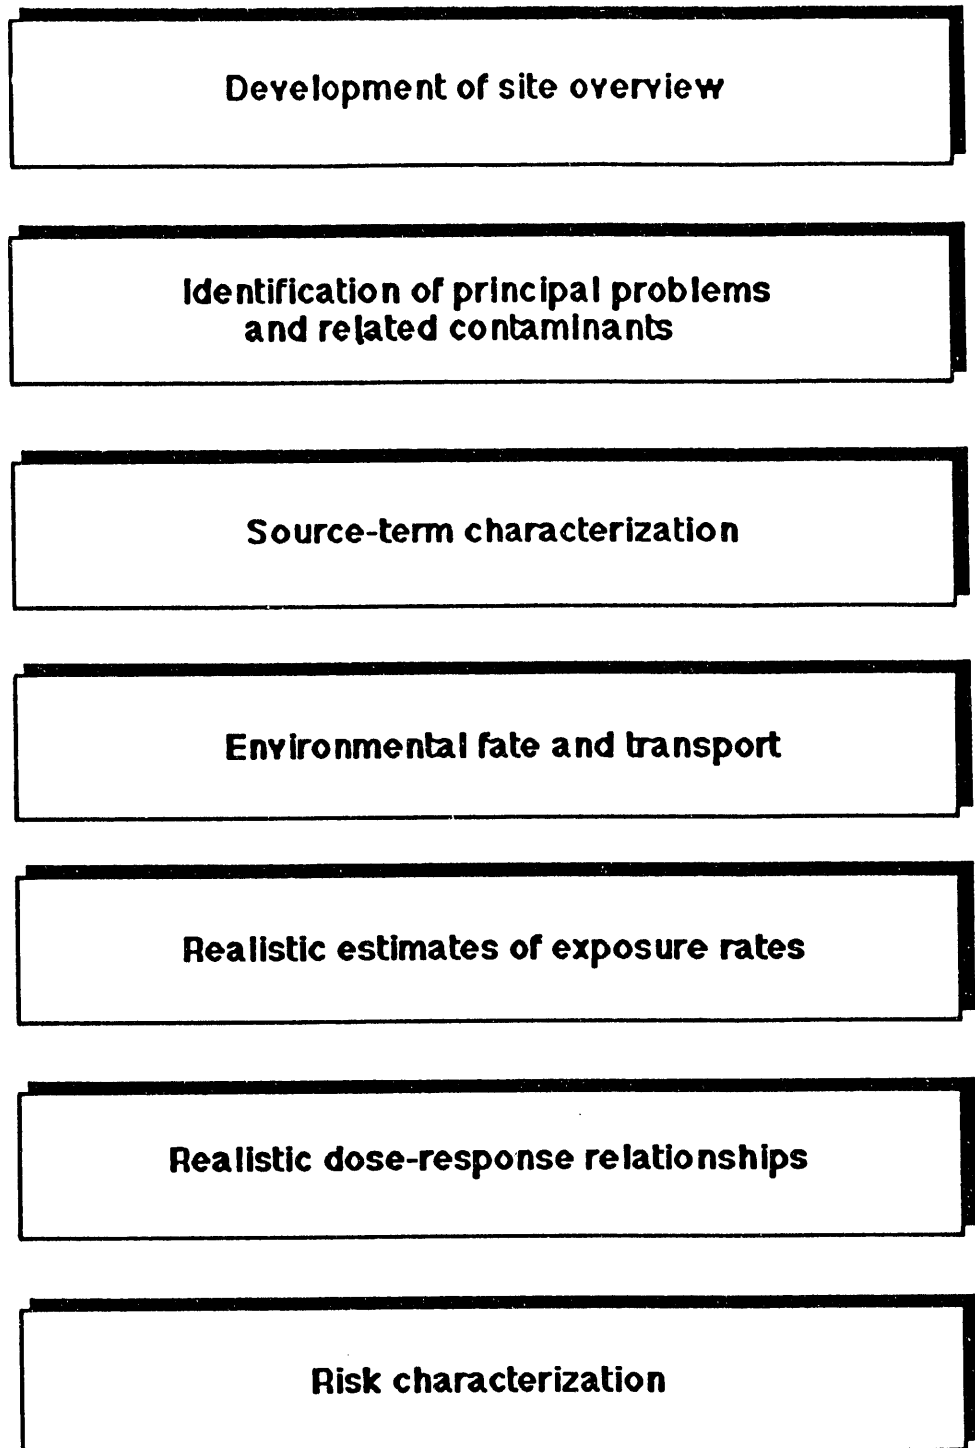 Development of site overview
Identification of principal problems
and related contaminants
Source-term characterization
Environmental fate and transport
Realistic estimates of exposure rates
Realistic dose-response relationships
Risk characterization